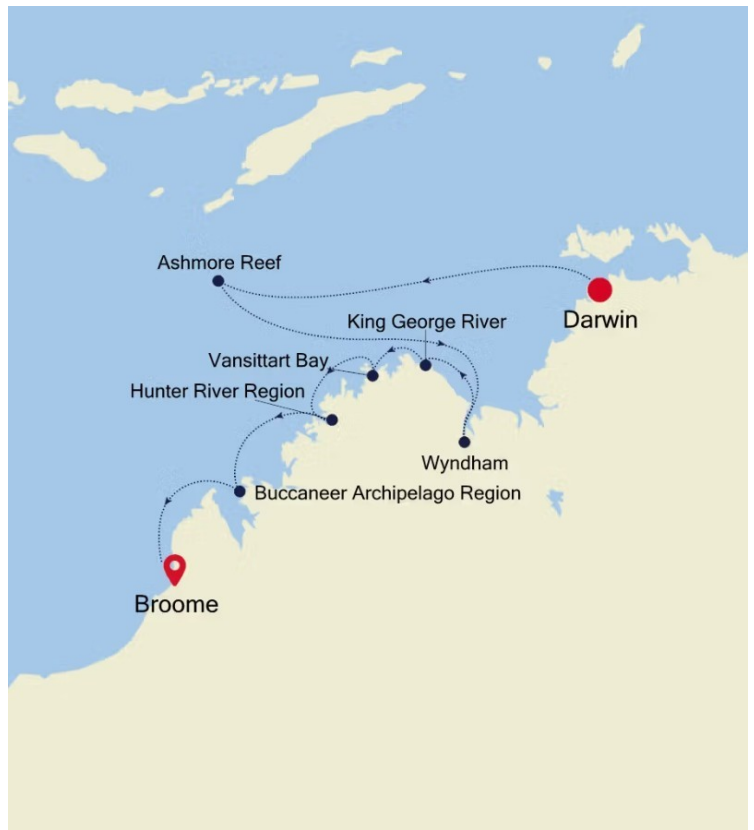 Ashmore Reef
King George River
Darwin
Vansittart Bay
Hunter River Region
Wyndham
Buccaneer Archipelago Region
Broome